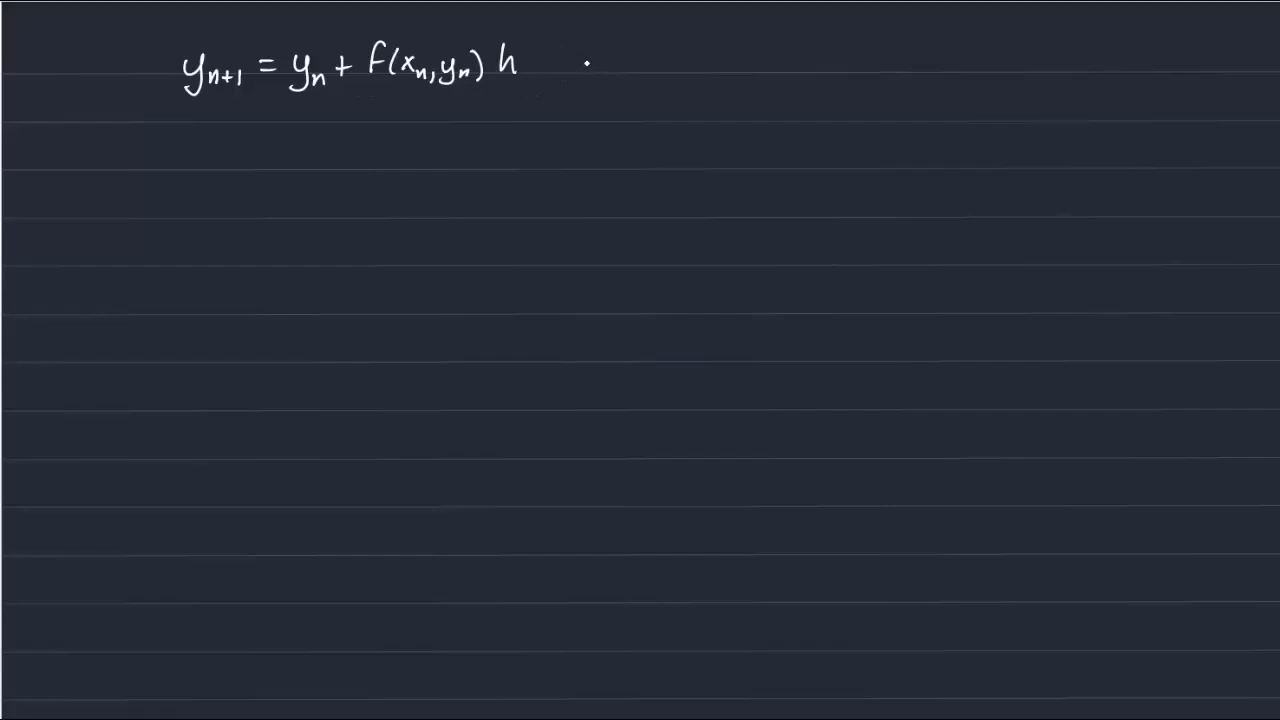 yₙ₊₁ = yₙ + f(xₙ, yₙ) h